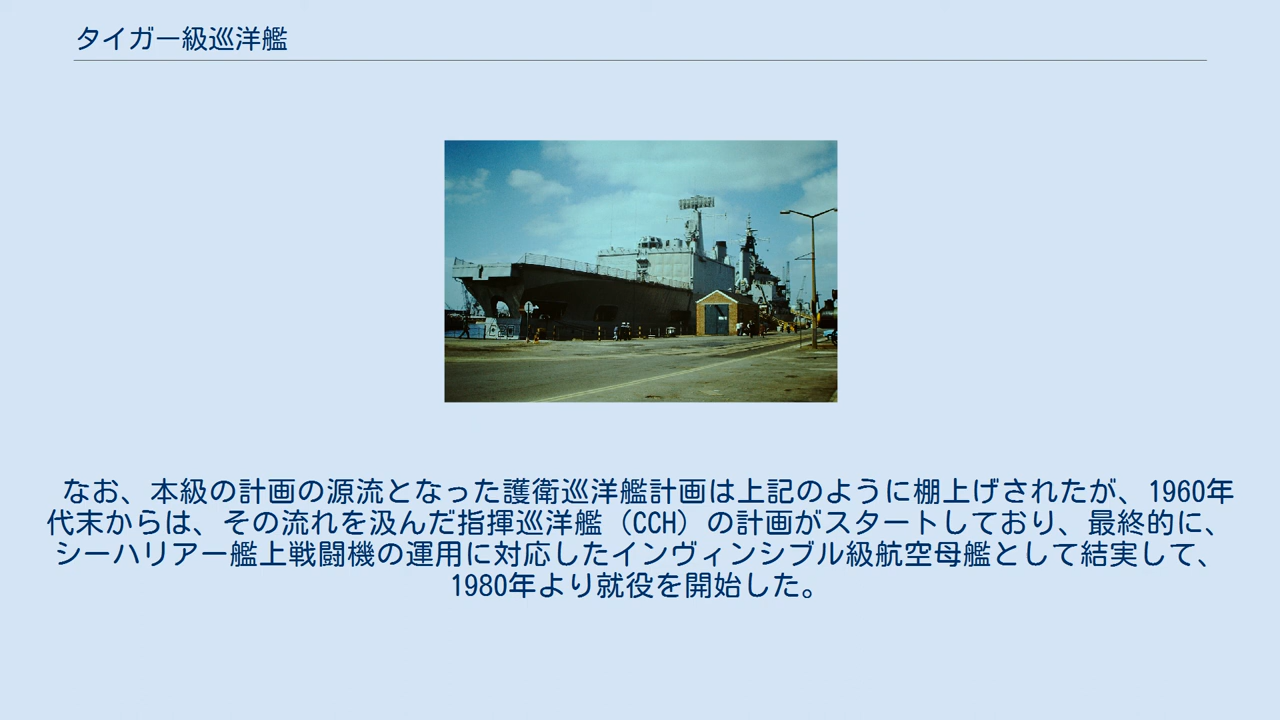 タイガー級巡洋艦
なお、本級の計画の源流となった護衛巡洋艦計画は上記のように棚上げされたが、1960年
代末からは、その流れを汲んだ指揮巡洋艦（CCH）の計画がスタートしており、最終的に、
シーハリアー艦上戦闘機の運用に対応したインヴィンシブル級航空母艦として結実して、
1980年より就役を開始した。